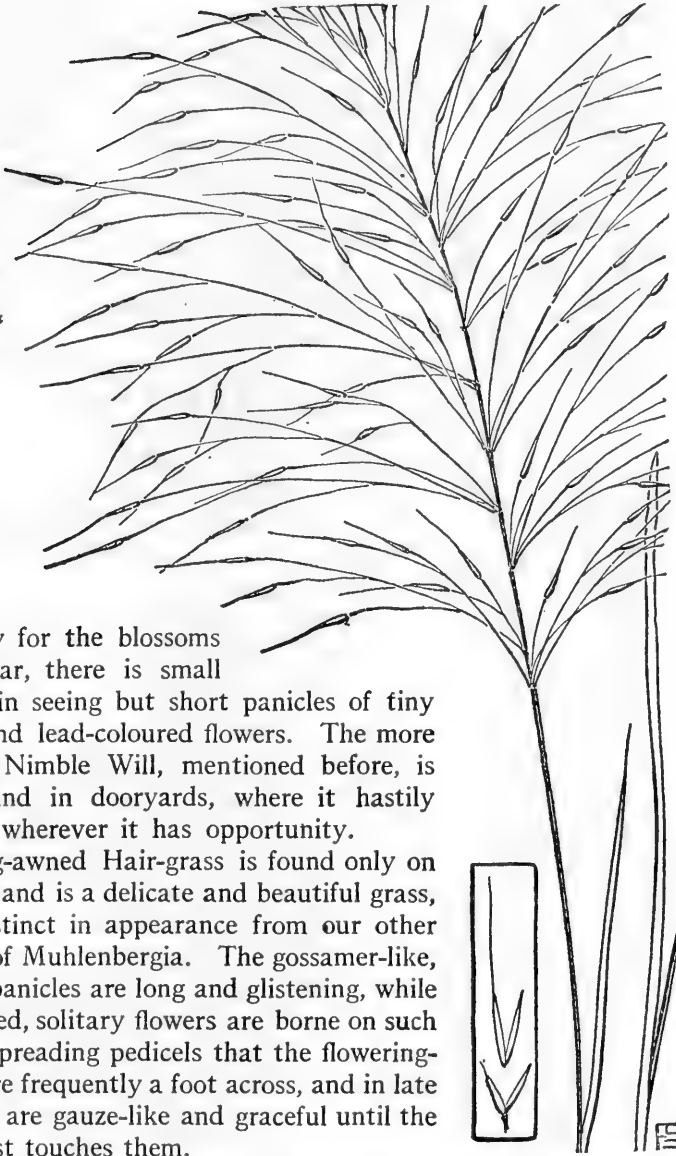 y for the blossoms
ar, there is small
in seeing but short panicles of tiny
nd lead-coloured flowers. The more
Nimble Will, mentioned before, is
and in dooryards, where it hastily
wherever it has opportunity.
g-awned Hair-grass is found only on
and is a delicate and beautiful grass,
stinct in appearance from our other
of Muhlenbergia. The gossamer-like,
panicles are long and glistening, while
ed, solitary flowers are borne on such
preading pedicels that the flowering-
re frequently a foot across, and in late
are gauze-like and graceful until the
st touches them.